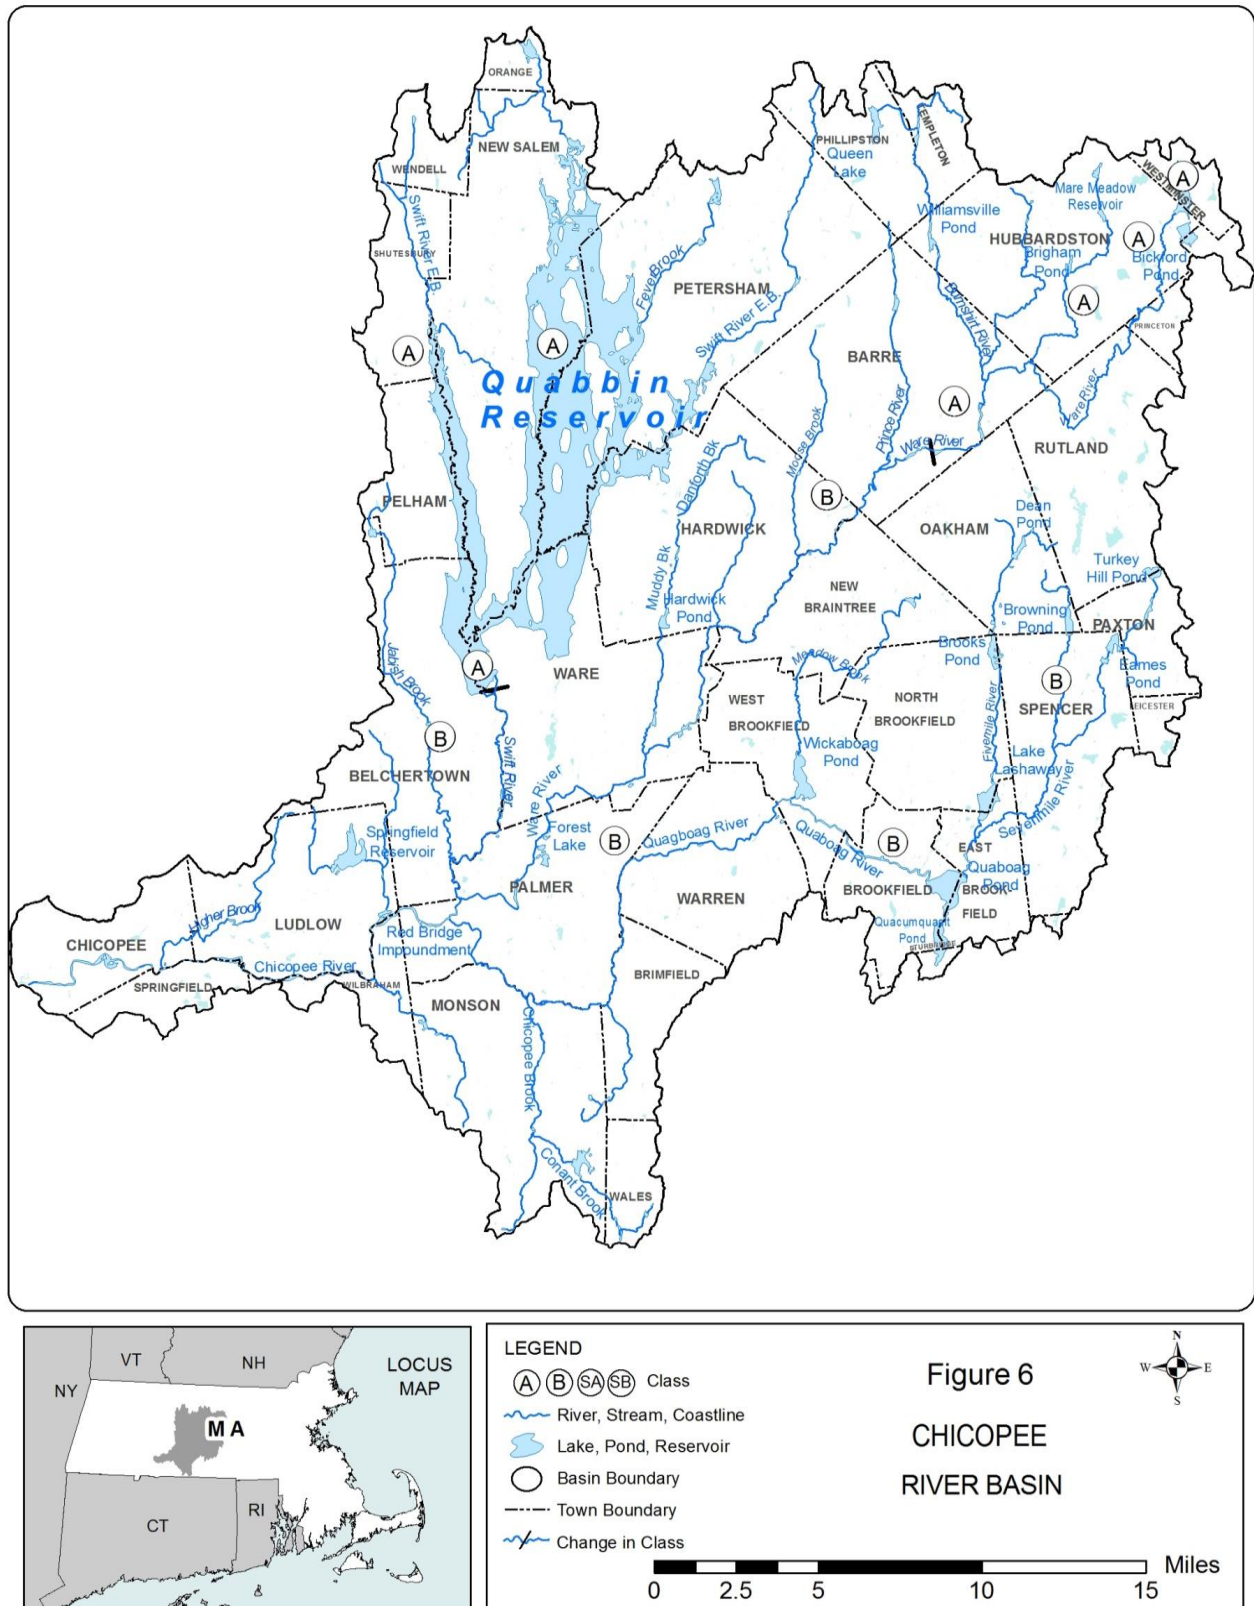 ORANGE
NEW SALEM
WENDELL
Swift River E.B.
SHUTESBURY
A
A
Quabbin
Reservoir
Fever Brook
PETERSHAM
Swift River E.B.
PHILLIPSTON
Queen
Lake
TEMPLETON
Williamsville
Pond
HUBBARDSTON
Mare Meadow
Reservoir
WESTMINSTER
A
A
Brigham
Pond
Bickford
Pond
A
Burnshirt River
PRINCETON
BARRE
A
Prince River
Moose Brook
Ware River
Ware River
RUTLAND
PELHAM
Danforth Bk
HARDWICK
B
OAKHAM
Dean
Pond
Turkey
Hill Pond
Muddy Bk
Hardwick
Pond
NEW
BRAINTREE
Browning
Pond
PAXTON
Brooks
Pond
Eames
Pond
Jabish Brook
A
WARE
Meadow Brook
WEST
BROOKFIELD
NORTH
BROOKFIELD
B
SPENCER
LEICESTER
Fivemile River
B
Swift River
BELCHERTOWN
Wickaboag
Pond
Lake
Lashaway
Sevenmile River
Ware River
Springfield
Reservoir
Forest
Lake
B
Quagboag River
Quaboag River
B
EAST
BROOK
FIELD
Quaboag
Pond
PALMER
WARREN
BROOKFIELD
Quacumquant
Pond
STURBRIDGE
Higher Brook
LUDLOW
Red Bridge
Impoundment
CHICOPEE
Chicopee River
SPRINGFIELD
WILBRAHAM
MONSON
BRIMFIELD
Chicopee Brook
Conant Brook
WALES
NY
VT
NH
LOCUS
MAP
MA
CT
RI
LEGEND
A B SA SB Class
River, Stream, Coastline
Lake, Pond, Reservoir
Basin Boundary
Town Boundary
Change in Class
Figure 6
CHICOPEE
RIVER BASIN
N
W E
S
Miles
0 2.5 5 10 15